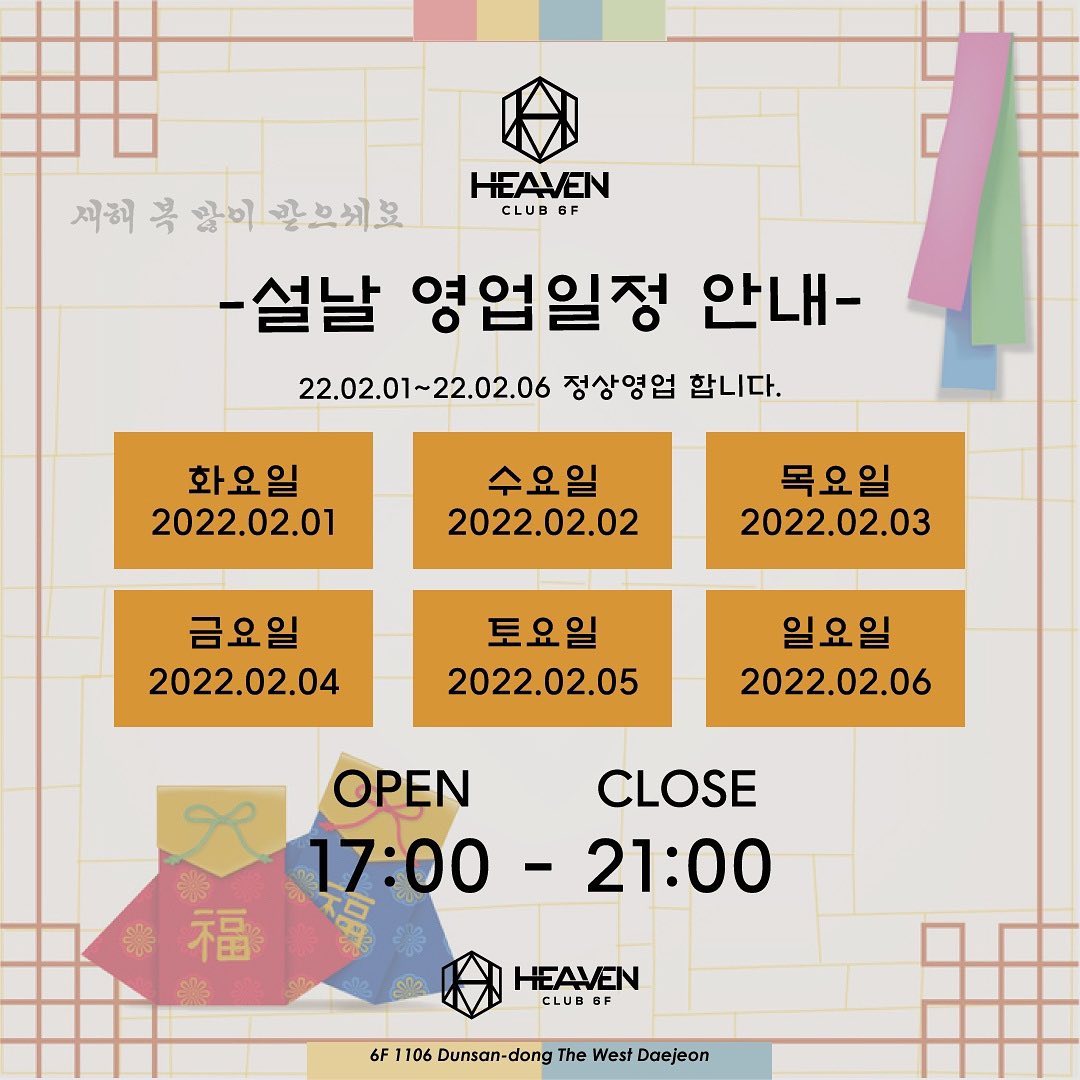 HEAVEN
CLUB 6F
새해 복 많이 받으세요
-설날 영업일정 안내-
22.02.01~22.02.06 정상영업 합니다.
화요일
2022.02.01
수요일
2022.02.02
목요일
2022.02.03
금요일
2022.02.04
토요일
2022.02.05
일요일
2022.02.06
OPEN CLOSE
17:00 - 21:00
福
福
HEAVEN
CLUB 6F
6F 1106 Dunsan-dong The West Daejeon